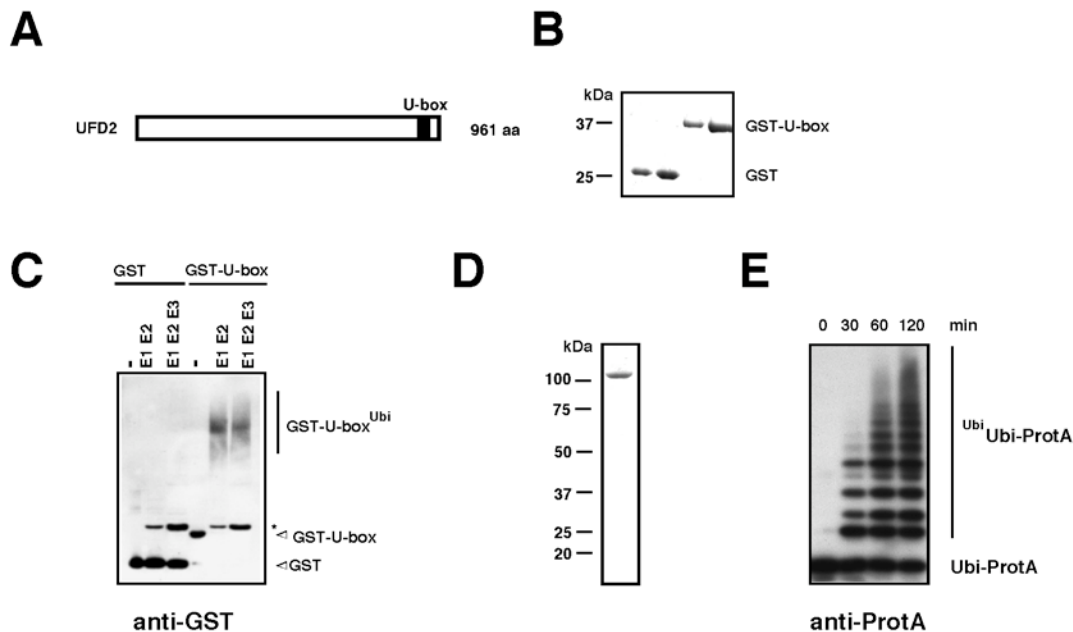 A
U-box
UFD2
961 aa
B
kDa
37
25
GST-U-box
GST
C
GST
GST-U-box
-
E1 E2
E1 E2 E3
-
E1 E2
E1 E2 E3
GST-U-box Ubi
*
GST-U-box
GST
anti-GST
D
kDa
100
75
50
37
25
20
E
0 30 60 120 min
Ubi Ubi-ProtA
Ubi-ProtA
anti-ProtA